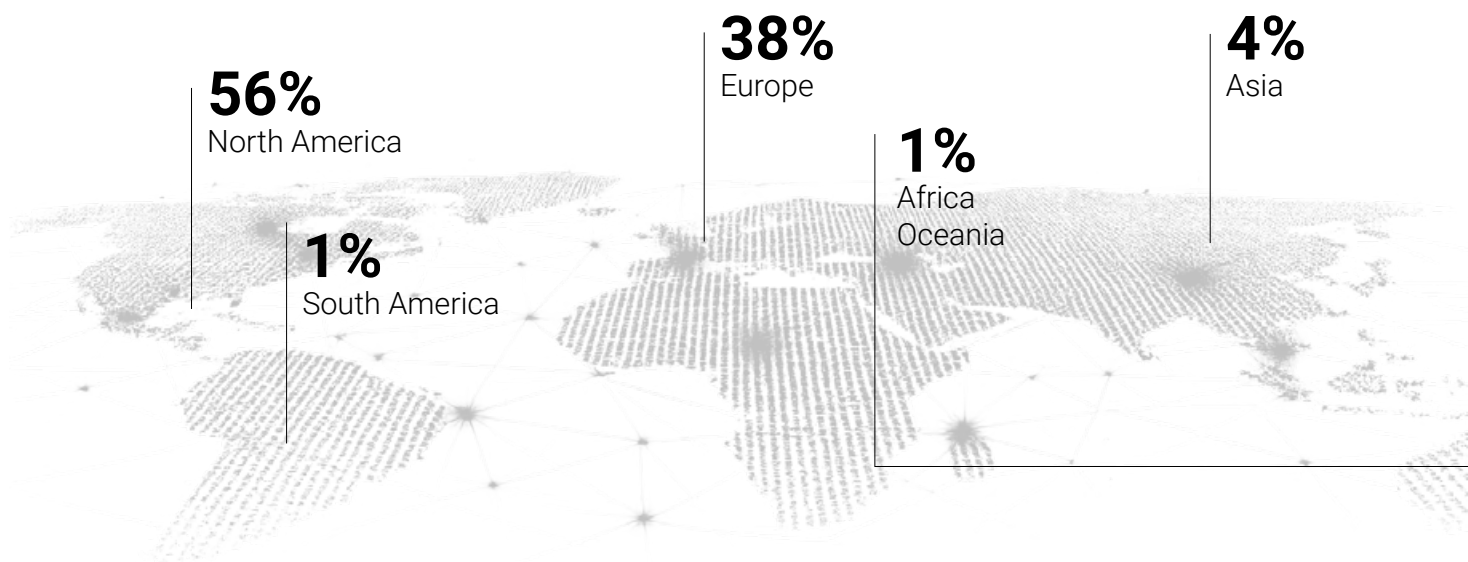 56%
North America
1%
South America
38%
Europe
1%
Africa
Oceania
4%
Asia